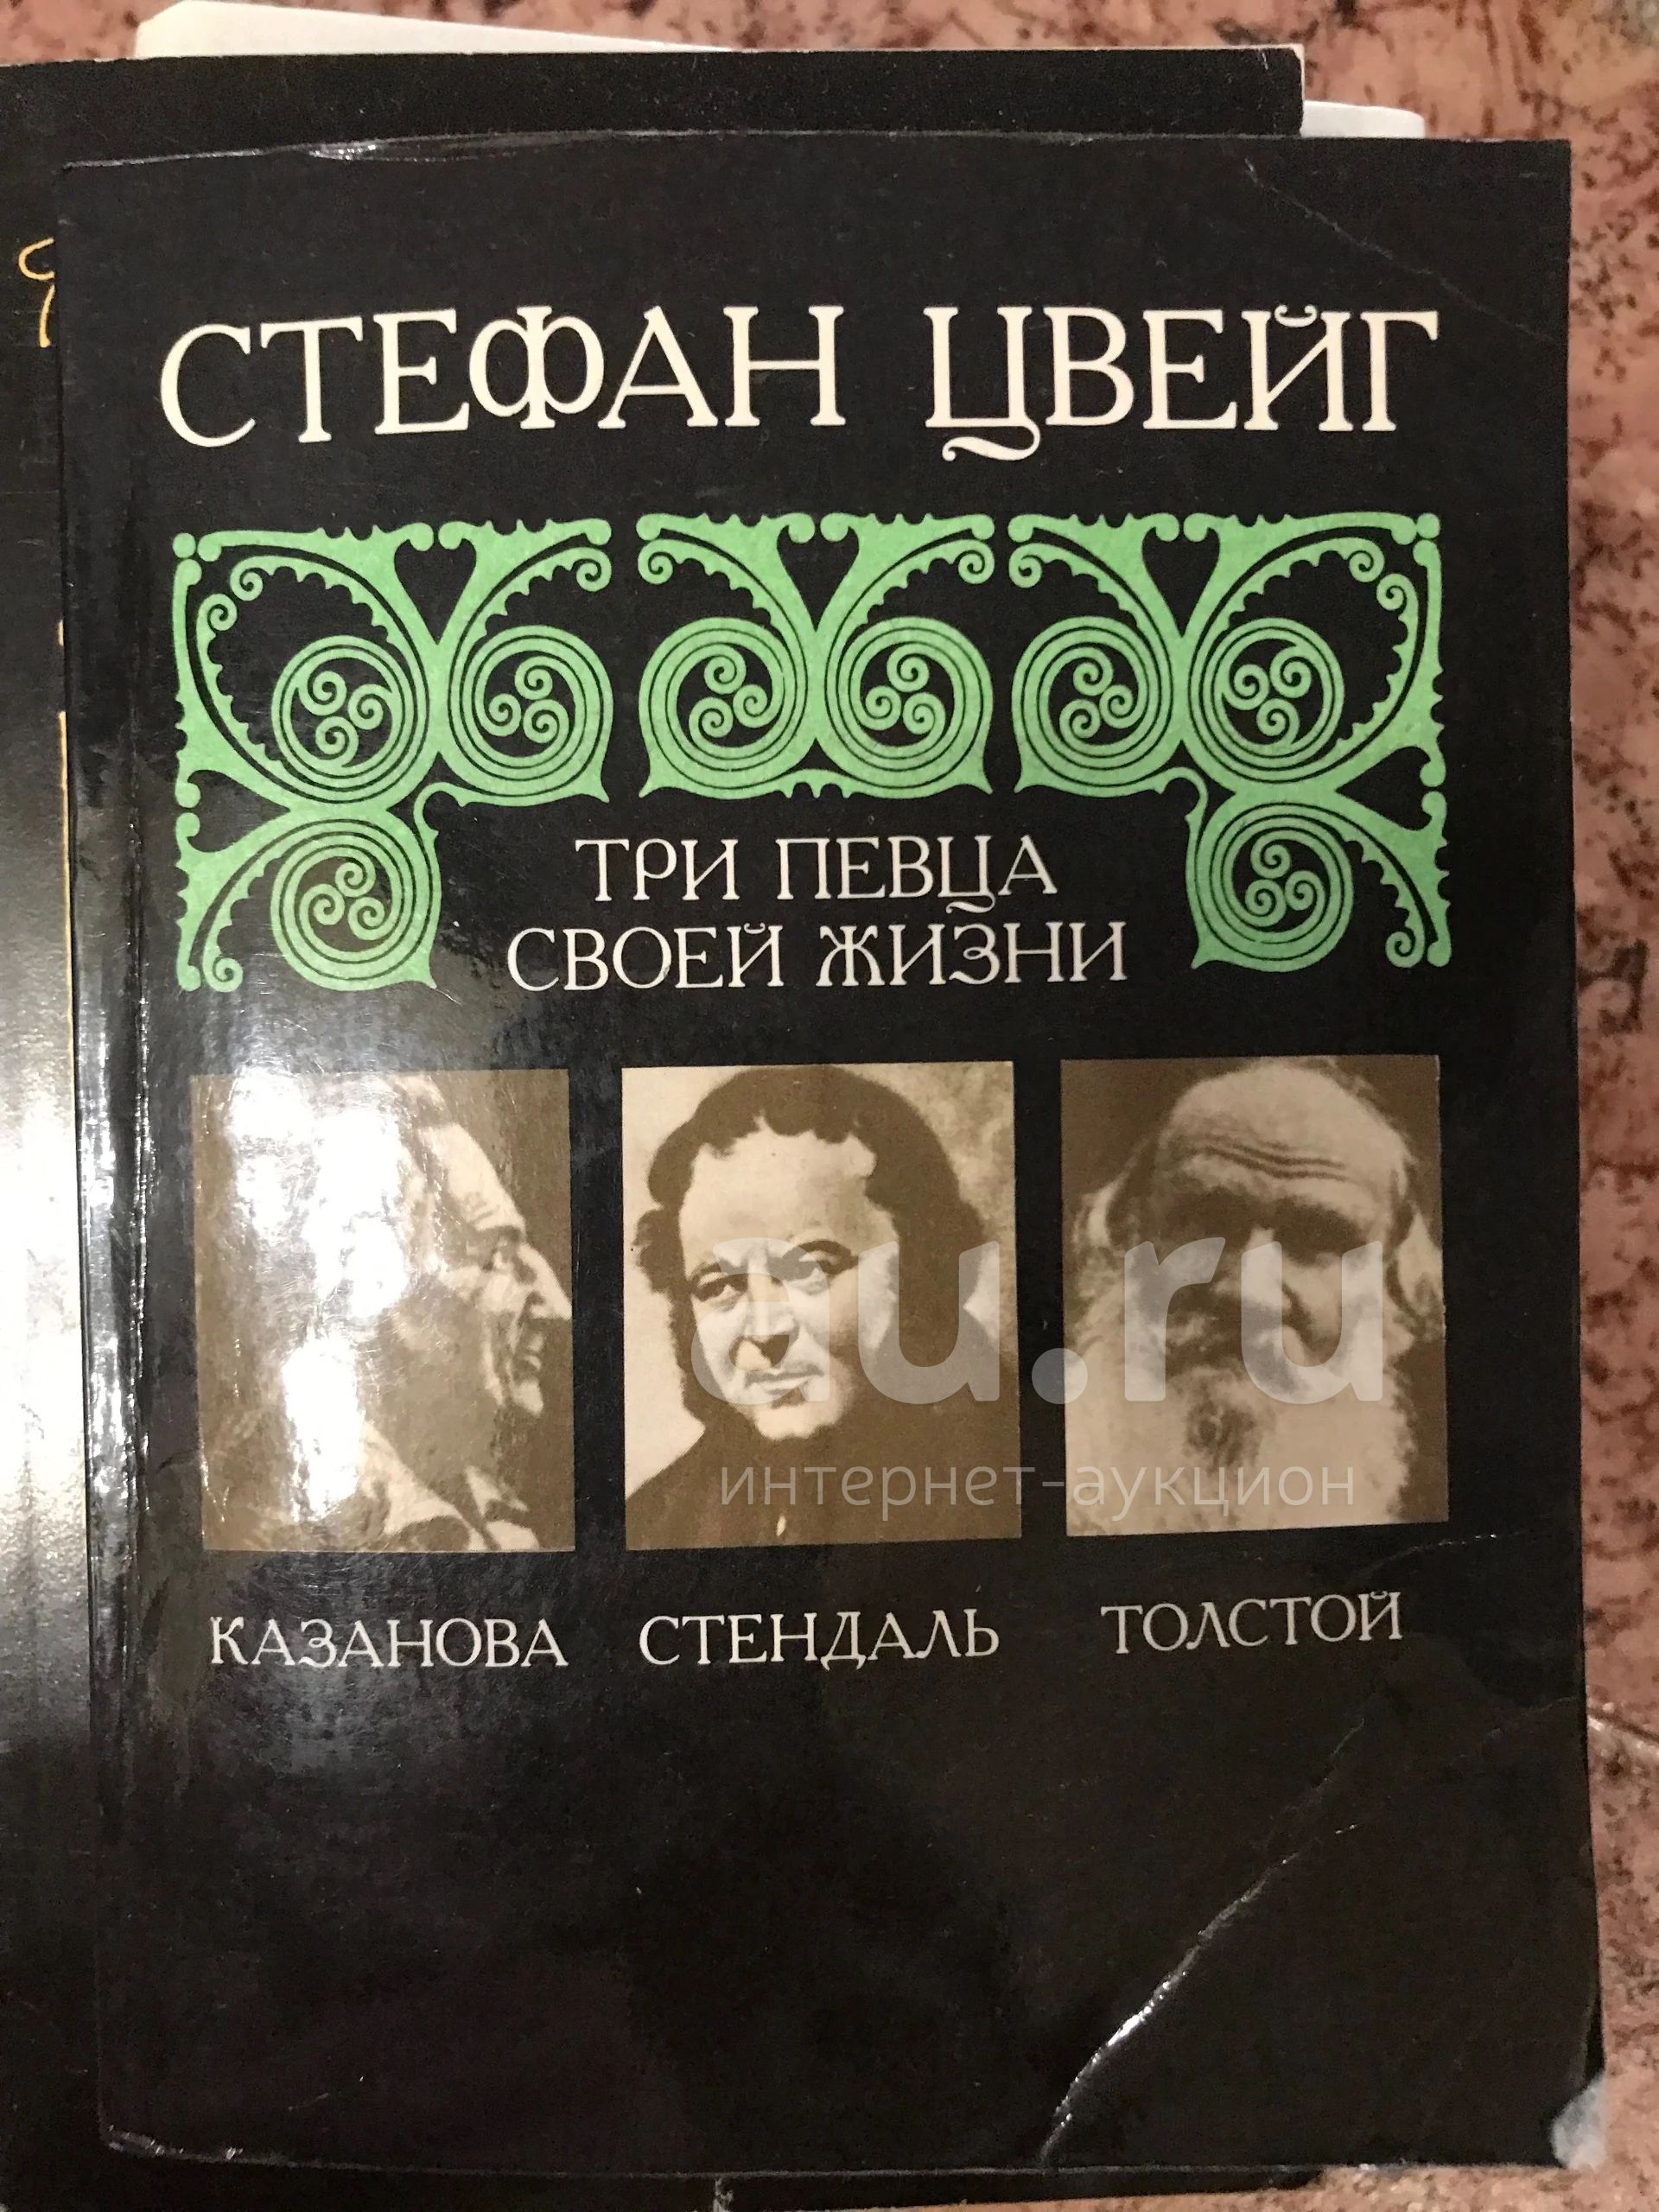 СТЕФАН ЦВЕЙГ
ТРИ ПЕВЦА
СВОЕЙ ЖИЗНИ
au.ru
интернет-аукцион
КАЗАНОВА СТЕНДАЛЬ ТОЛСТОЙ